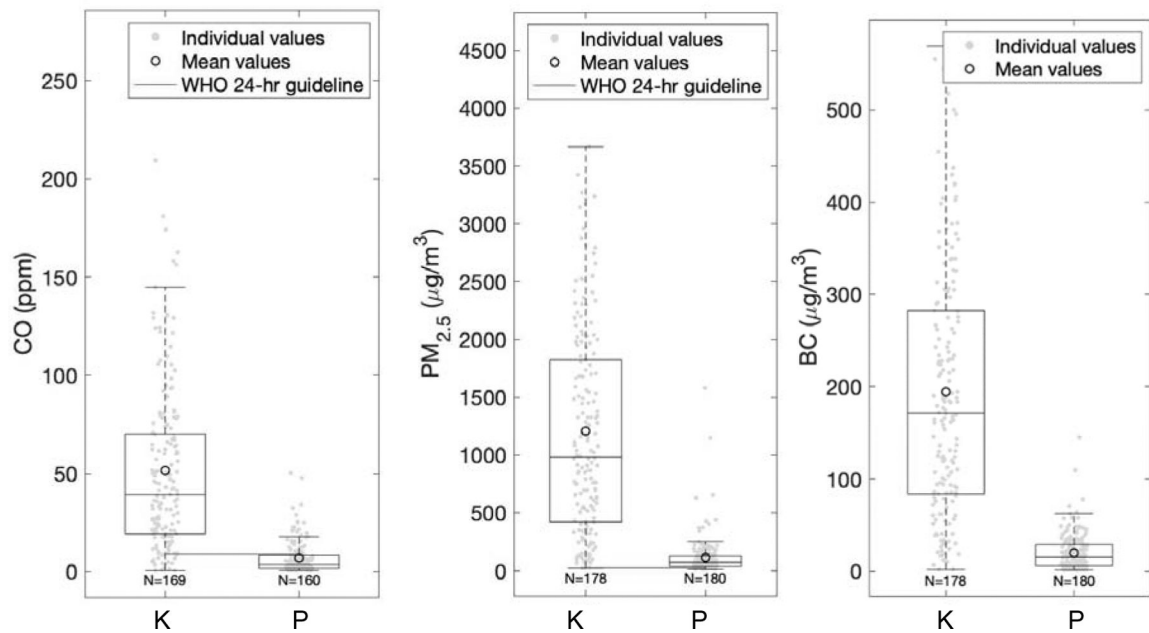 Individual values
Mean values
WHO 24-hr guideline
CO (ppm)
250
200
150
100
50
0
N=169
N=160
K
P
Individual values
Mean values
WHO 24-hr guideline
PM2.5 (μg/m3)
4500
4000
3500
3000
2500
2000
1500
1000
500
0
N=178
N=180
K
P
Individual values
Mean values
BC (μg/m3)
500
400
300
200
100
0
N=178
N=180
K
P